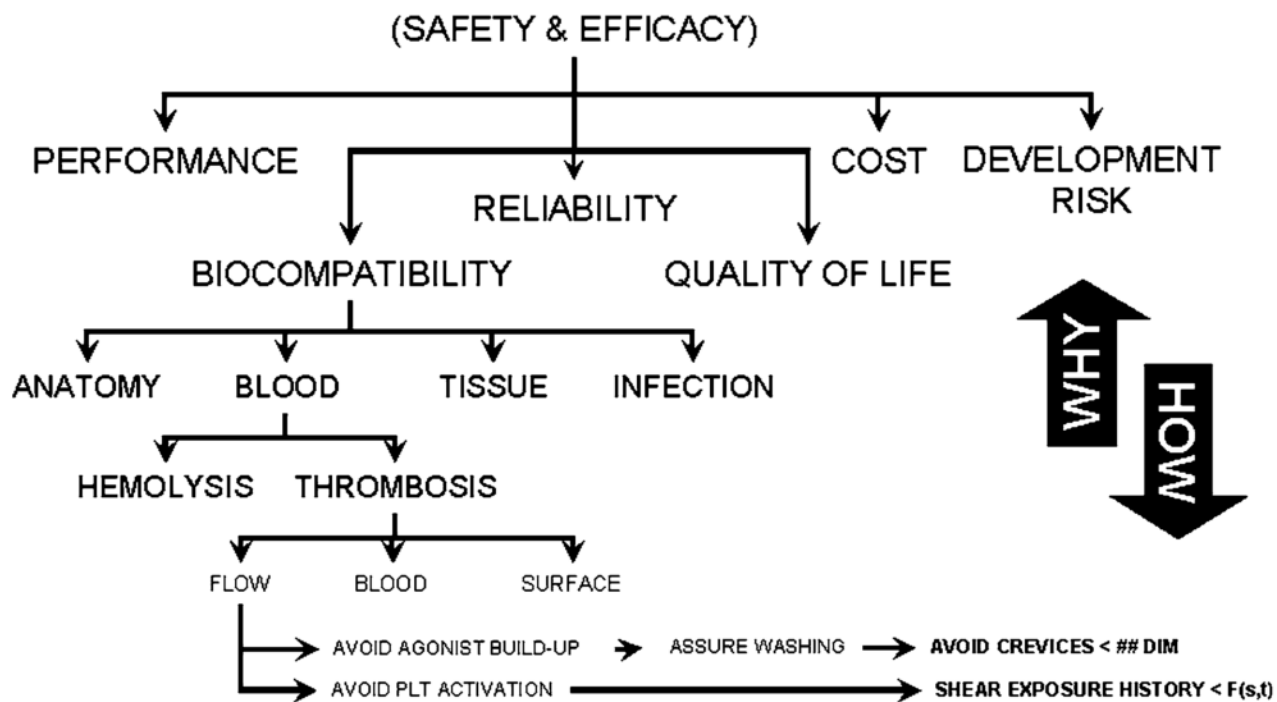 (SAFETY & EFFICACY)
PERFORMANCE
COST
DEVELOPMENT
RISK
RELIABILITY
BIOCOMPATIBILITY
QUALITY OF LIFE
ANATOMY
BLOOD
TISSUE
INFECTION
WHY
HOW
HEMOLYSIS
THROMBOSIS
FLOW
BLOOD
SURFACE
AVOID AGONIST BUILD-UP
ASSURE WASHING
AVOID CREVICES < ## DIM
AVOID PLT ACTIVATION
SHEAR EXPOSURE HISTORY < F(s,t)